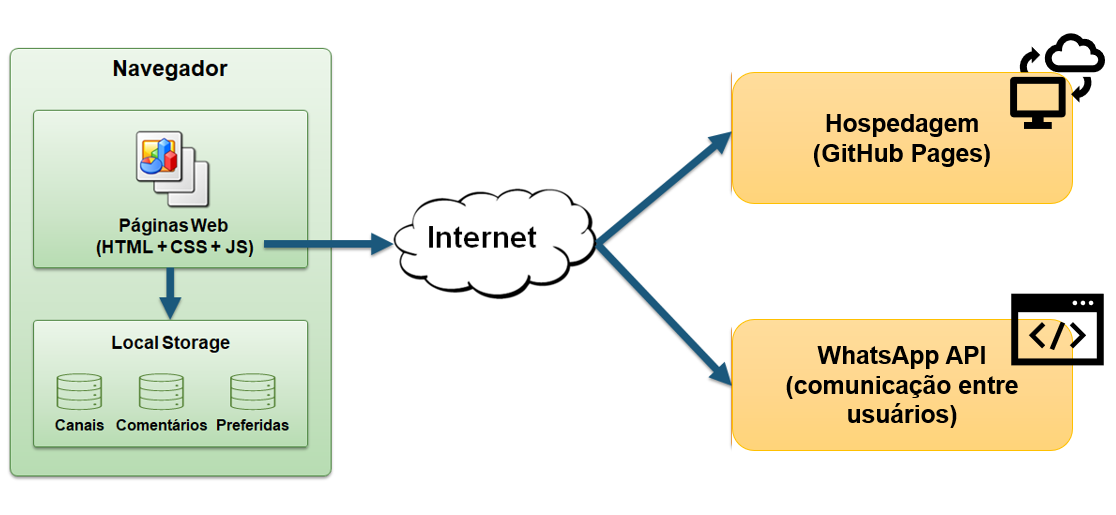 Navegador
Páginas Web
(HTML + CSS + JS)
Local Storage
Canais
Comentários
Preferidas
Internet
Hospedagem
(GitHub Pages)
WhatsApp API
(comunicação entre
usuários)